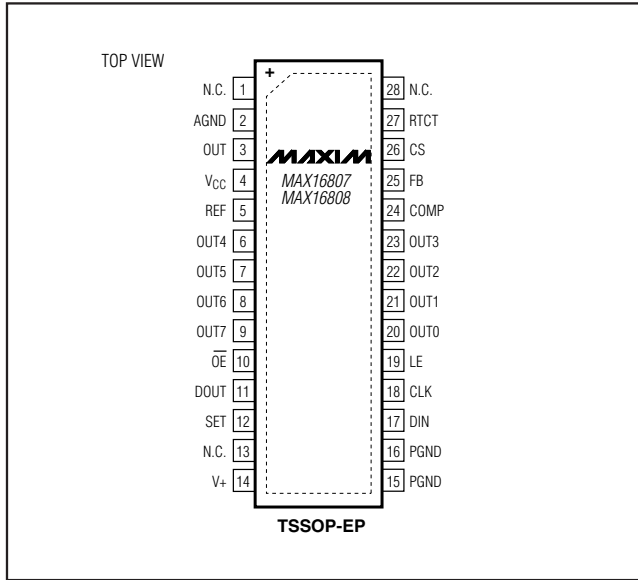 TOP VIEW
+
N.C. 1
28 N.C.
AGND 2
27 RTCT
OUT 3
26 CS
MAXIM
VCC 4
MAX16807
25 FB
MAX16808
REF 5
24 COMP
OUT4 6
23 OUT3
OUT5 7
22 OUT2
OUT6 8
21 OUT1
OUT7 9
20 OUT0
O̅E̅ 10
19 LE
DOUT 11
18 CLK
SET 12
17 DIN
N.C. 13
16 PGND
V+ 14
15 PGND
TSSOP-EP